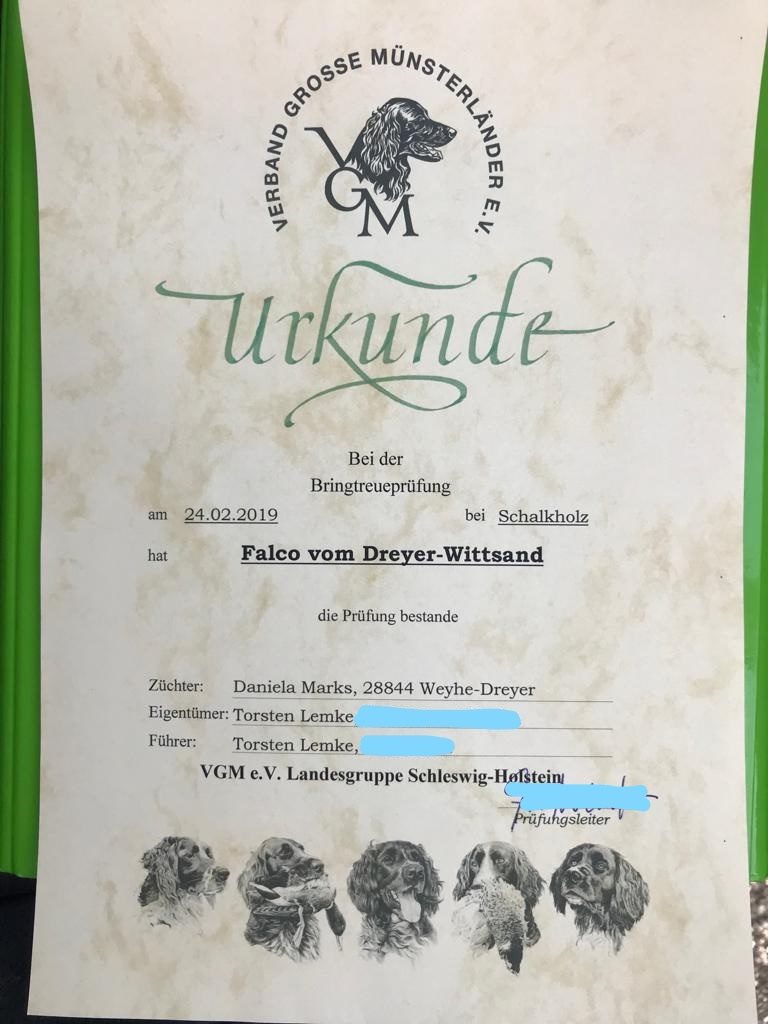 VERBAND GROSSE MÜNSTERLÄNDER E.V.
VGM
Urkunde
Bei der
Bringtreueprüfung
am 24.02.2019 bei Schalkholz
hat Falco vom Dreyer-Wittsand
die Prüfung bestande
Züchter: Daniela Marks, 28844 Weyhe-Dreyer
Eigentümer: Torsten Lemke
Führer: Torsten Lemke,
VGM e.V. Landesgruppe Schleswig-Holstein
Prüfungsleiter